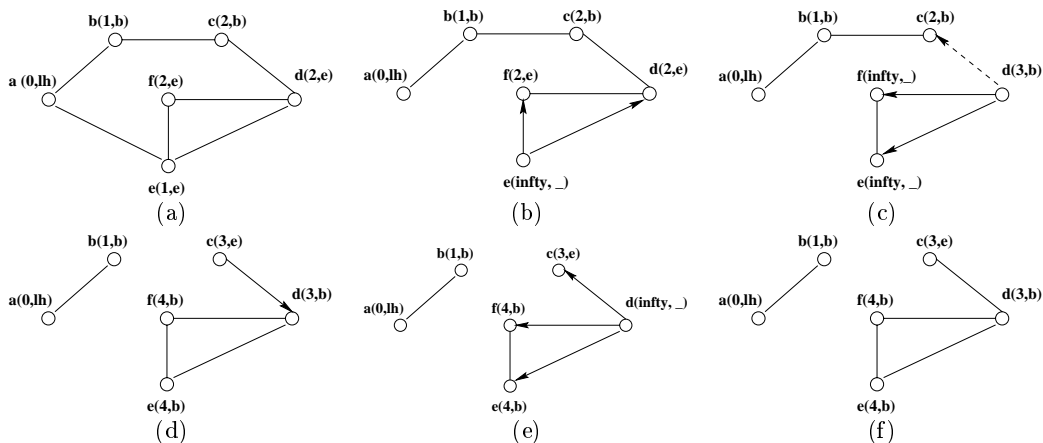 b(1,b) c(2,b)
a (0,lh) f(2,e) d(2,e)
e(1,e)
(a)
b(1,b) c(2,b)
a(0,lh) f(2,e) d(2,e)
e(infty, _)
(b)
b(1,b) c(2,b)
a(0,lh) f(infty,_) d(3,b)
e(infty, _)
(c)
b(1,b) c(3,e)
a(0,lh) f(4,b) d(3,b)
e(4,b)
(d)
b(1,b) c(3,e)
a(0,lh) f(4,b) d(infty, _)
e(4,b)
(e)
b(1,b) c(3,e)
a(0,lh) f(4,b) d(3,b)
e(4,b)
(f)